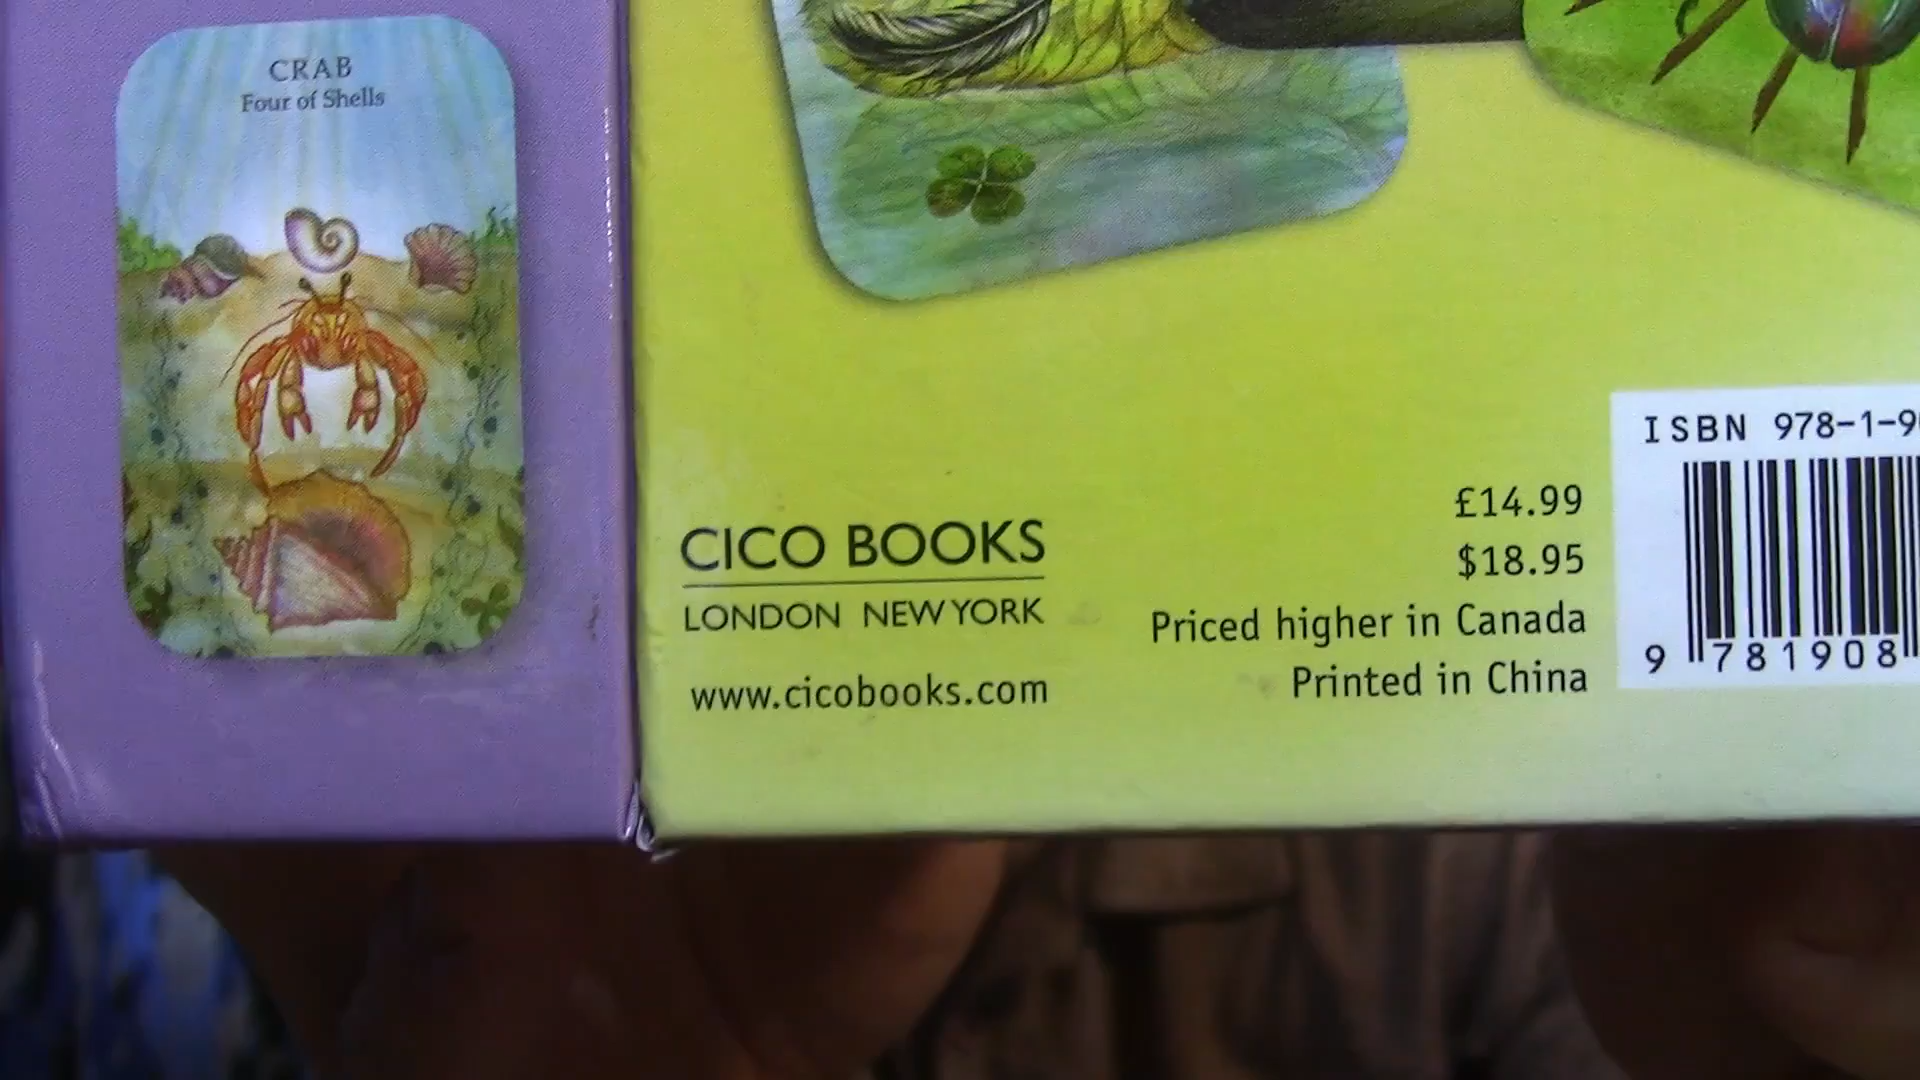 CRAB
Four of Shells
CICO BOOKS
LONDON NEW YORK
www.cicobooks.com
£14.99
$18.95
Priced higher in Canada
Printed in China
ISBN 978-1-9
9 781908